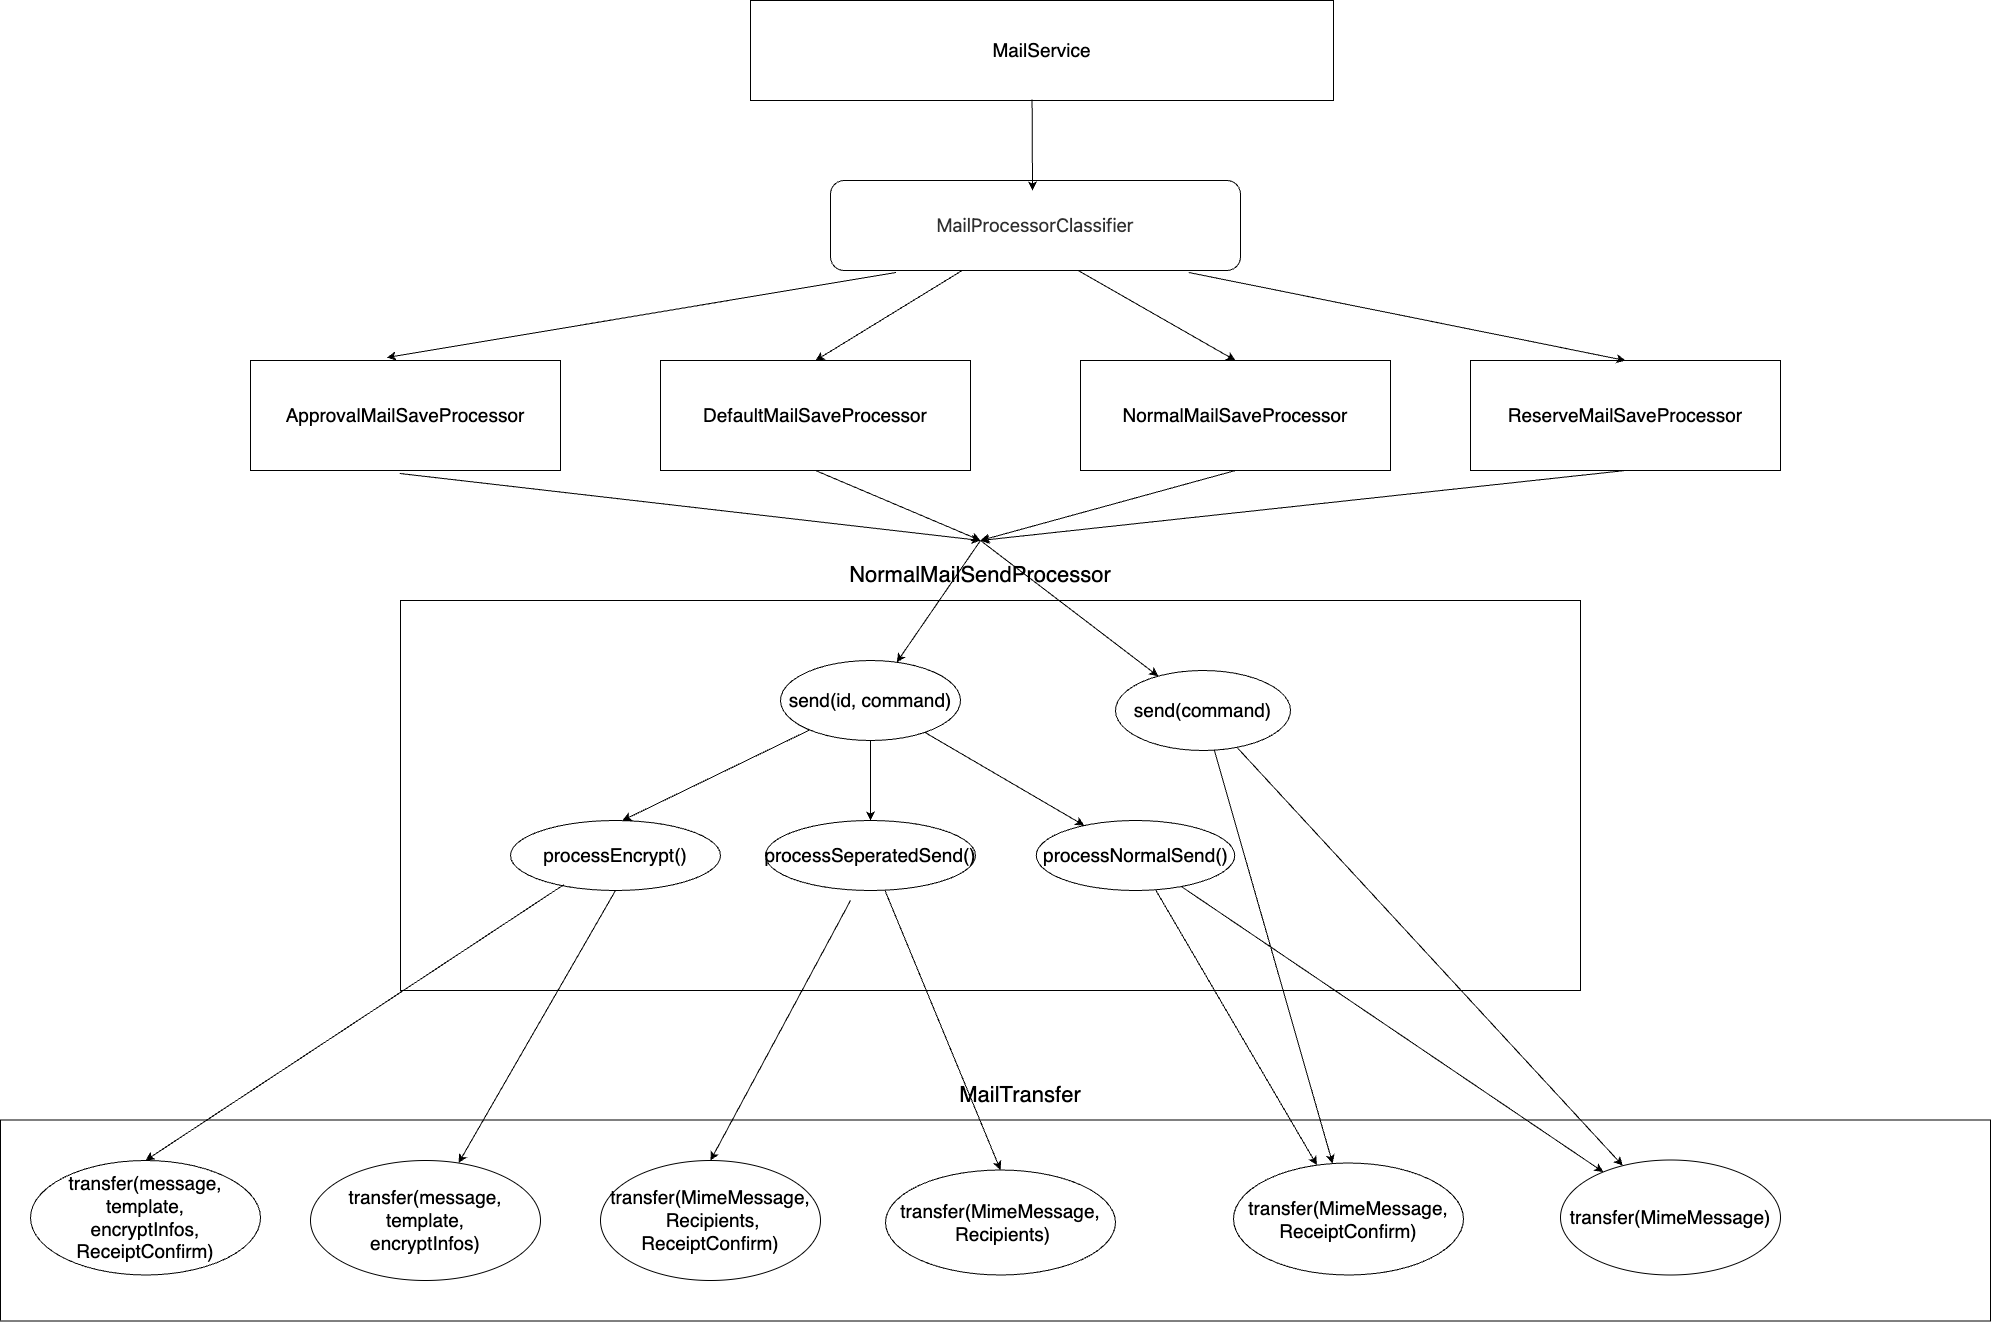 MailService
MailProcessorClassifier
ApprovalMailSaveProcessor
DefaultMailSaveProcessor
NormalMailSaveProcessor
ReserveMailSaveProcessor
NormalMailSendProcessor
send(id, command)
send(command)
processEncrypt()
processSeperatedSend()
processNormalSend()
MailTransfer
transfer(message,
template,
encryptInfos,
ReceiptConfirm)
transfer(message,
template,
encryptInfos)
transfer(MimeMessage,
Recipients,
ReceiptConfirm)
transfer(MimeMessage,
Recipients)
transfer(MimeMessage,
ReceiptConfirm)
transfer(MimeMessage)